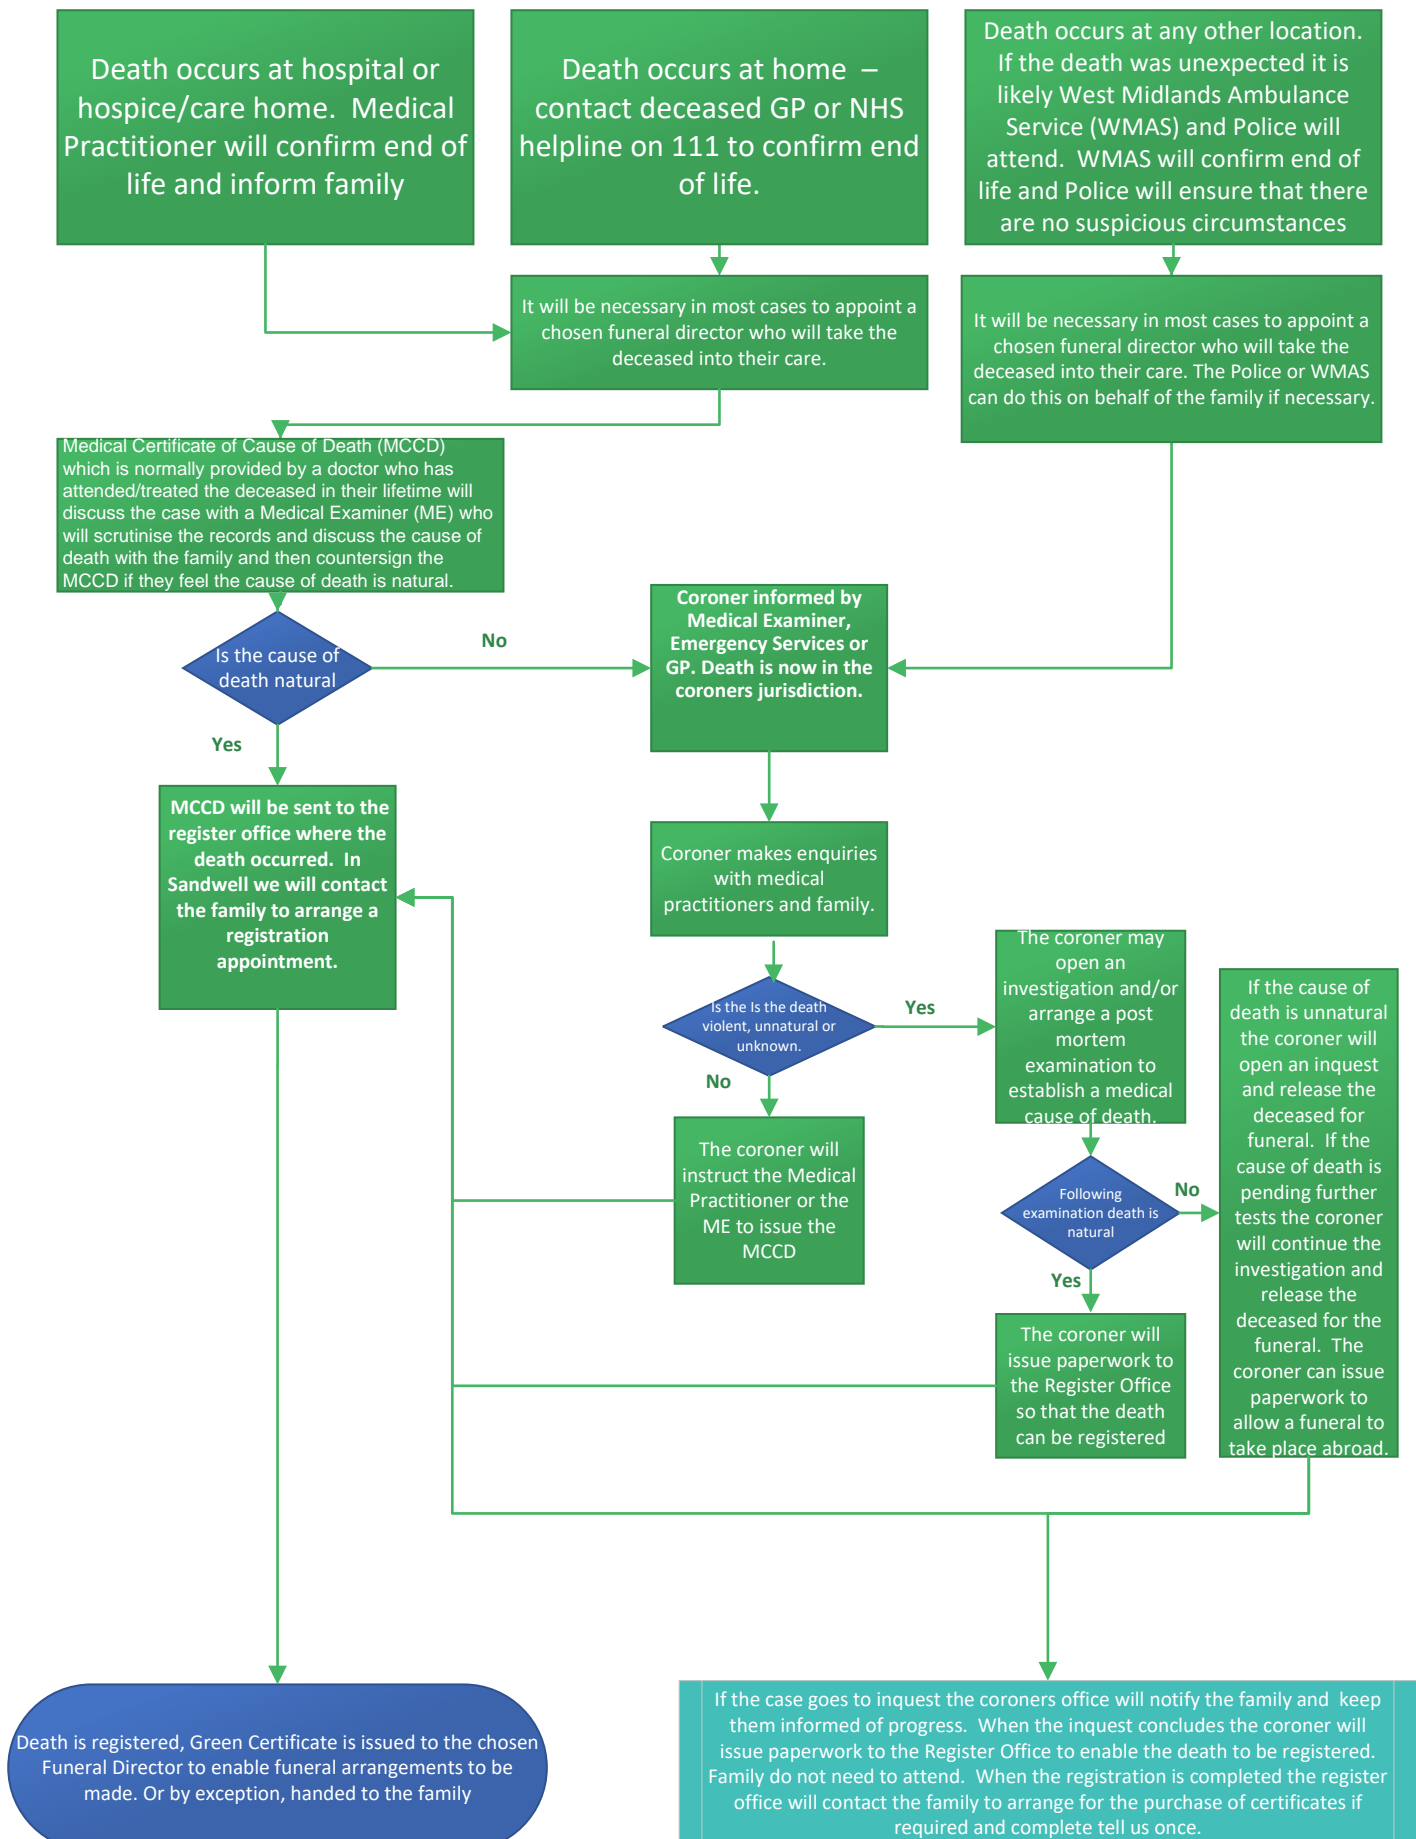 Death occurs at hospital or
hospice/care home.  Medical
Practitioner will confirm end of
life and inform family
Death occurs at home  –
contact deceased GP or NHS
helpline on 111 to confirm end
of life.
Death occurs at any other location.
If the death was unexpected it is
likely West Midlands Ambulance
Service (WMAS) and Police will
attend.  WMAS will confirm end of
life and Police will ensure that there
are no suspicious circumstances
It will be necessary in most cases to appoint a
chosen funeral director who will take the
deceased into their care.
It will be necessary in most cases to appoint a
chosen funeral director who will take the
deceased into their care. The Police or WMAS
can do this on behalf of the family if necessary.
Medical Certificate of Cause of Death (MCCD)
which is normally provided by a doctor who has
attended/treated the deceased in their lifetime will
discuss the case with a Medical Examiner (ME) who
will scrutinise the records and discuss the cause of
death with the family and then countersign the
MCCD if they feel the cause of death is natural.
Is the cause of
death natural
No
Yes
Coroner informed by
Medical Examiner,
Emergency Services or
GP. Death is now in the
coroners jurisdiction.
MCCD will be sent to the
register office where the
death occurred.  In
Sandwell we will contact
the family to arrange a
registration
appointment.
Coroner makes enquiries
with medical
practitioners and family.
Is the Is the death
violent, unnatural or
unknown.
Yes
No
The coroner may
open an
investigation and/or
arrange a post
mortem
examination to
establish a medical
cause of death.
If the cause of
death is unnatural
the coroner will
open an inquest
and release the
deceased for
funeral.  If the
cause of death is
pending further
tests the coroner
will continue the
investigation and
release the
deceased for the
funeral.  The
coroner can issue
paperwork to
allow a funeral to
take place abroad.
The coroner will
instruct the Medical
Practitioner or the
ME to issue the
MCCD
Following
examination death is
natural
No
Yes
The coroner will
issue paperwork to
the Register Office
so that the death
can be registered
Death is registered, Green Certificate is issued to the chosen
Funeral Director to enable funeral arrangements to be
made. Or by exception, handed to the family
If the case goes to inquest the coroners office will notify the family and  keep
them informed of progress.  When the inquest concludes the coroner will
issue paperwork to the Register Office to enable the death to be registered.
Family do not need to attend.  When the registration is completed the register
office will contact the family to arrange for the purchase of certificates if
required and complete tell us once.